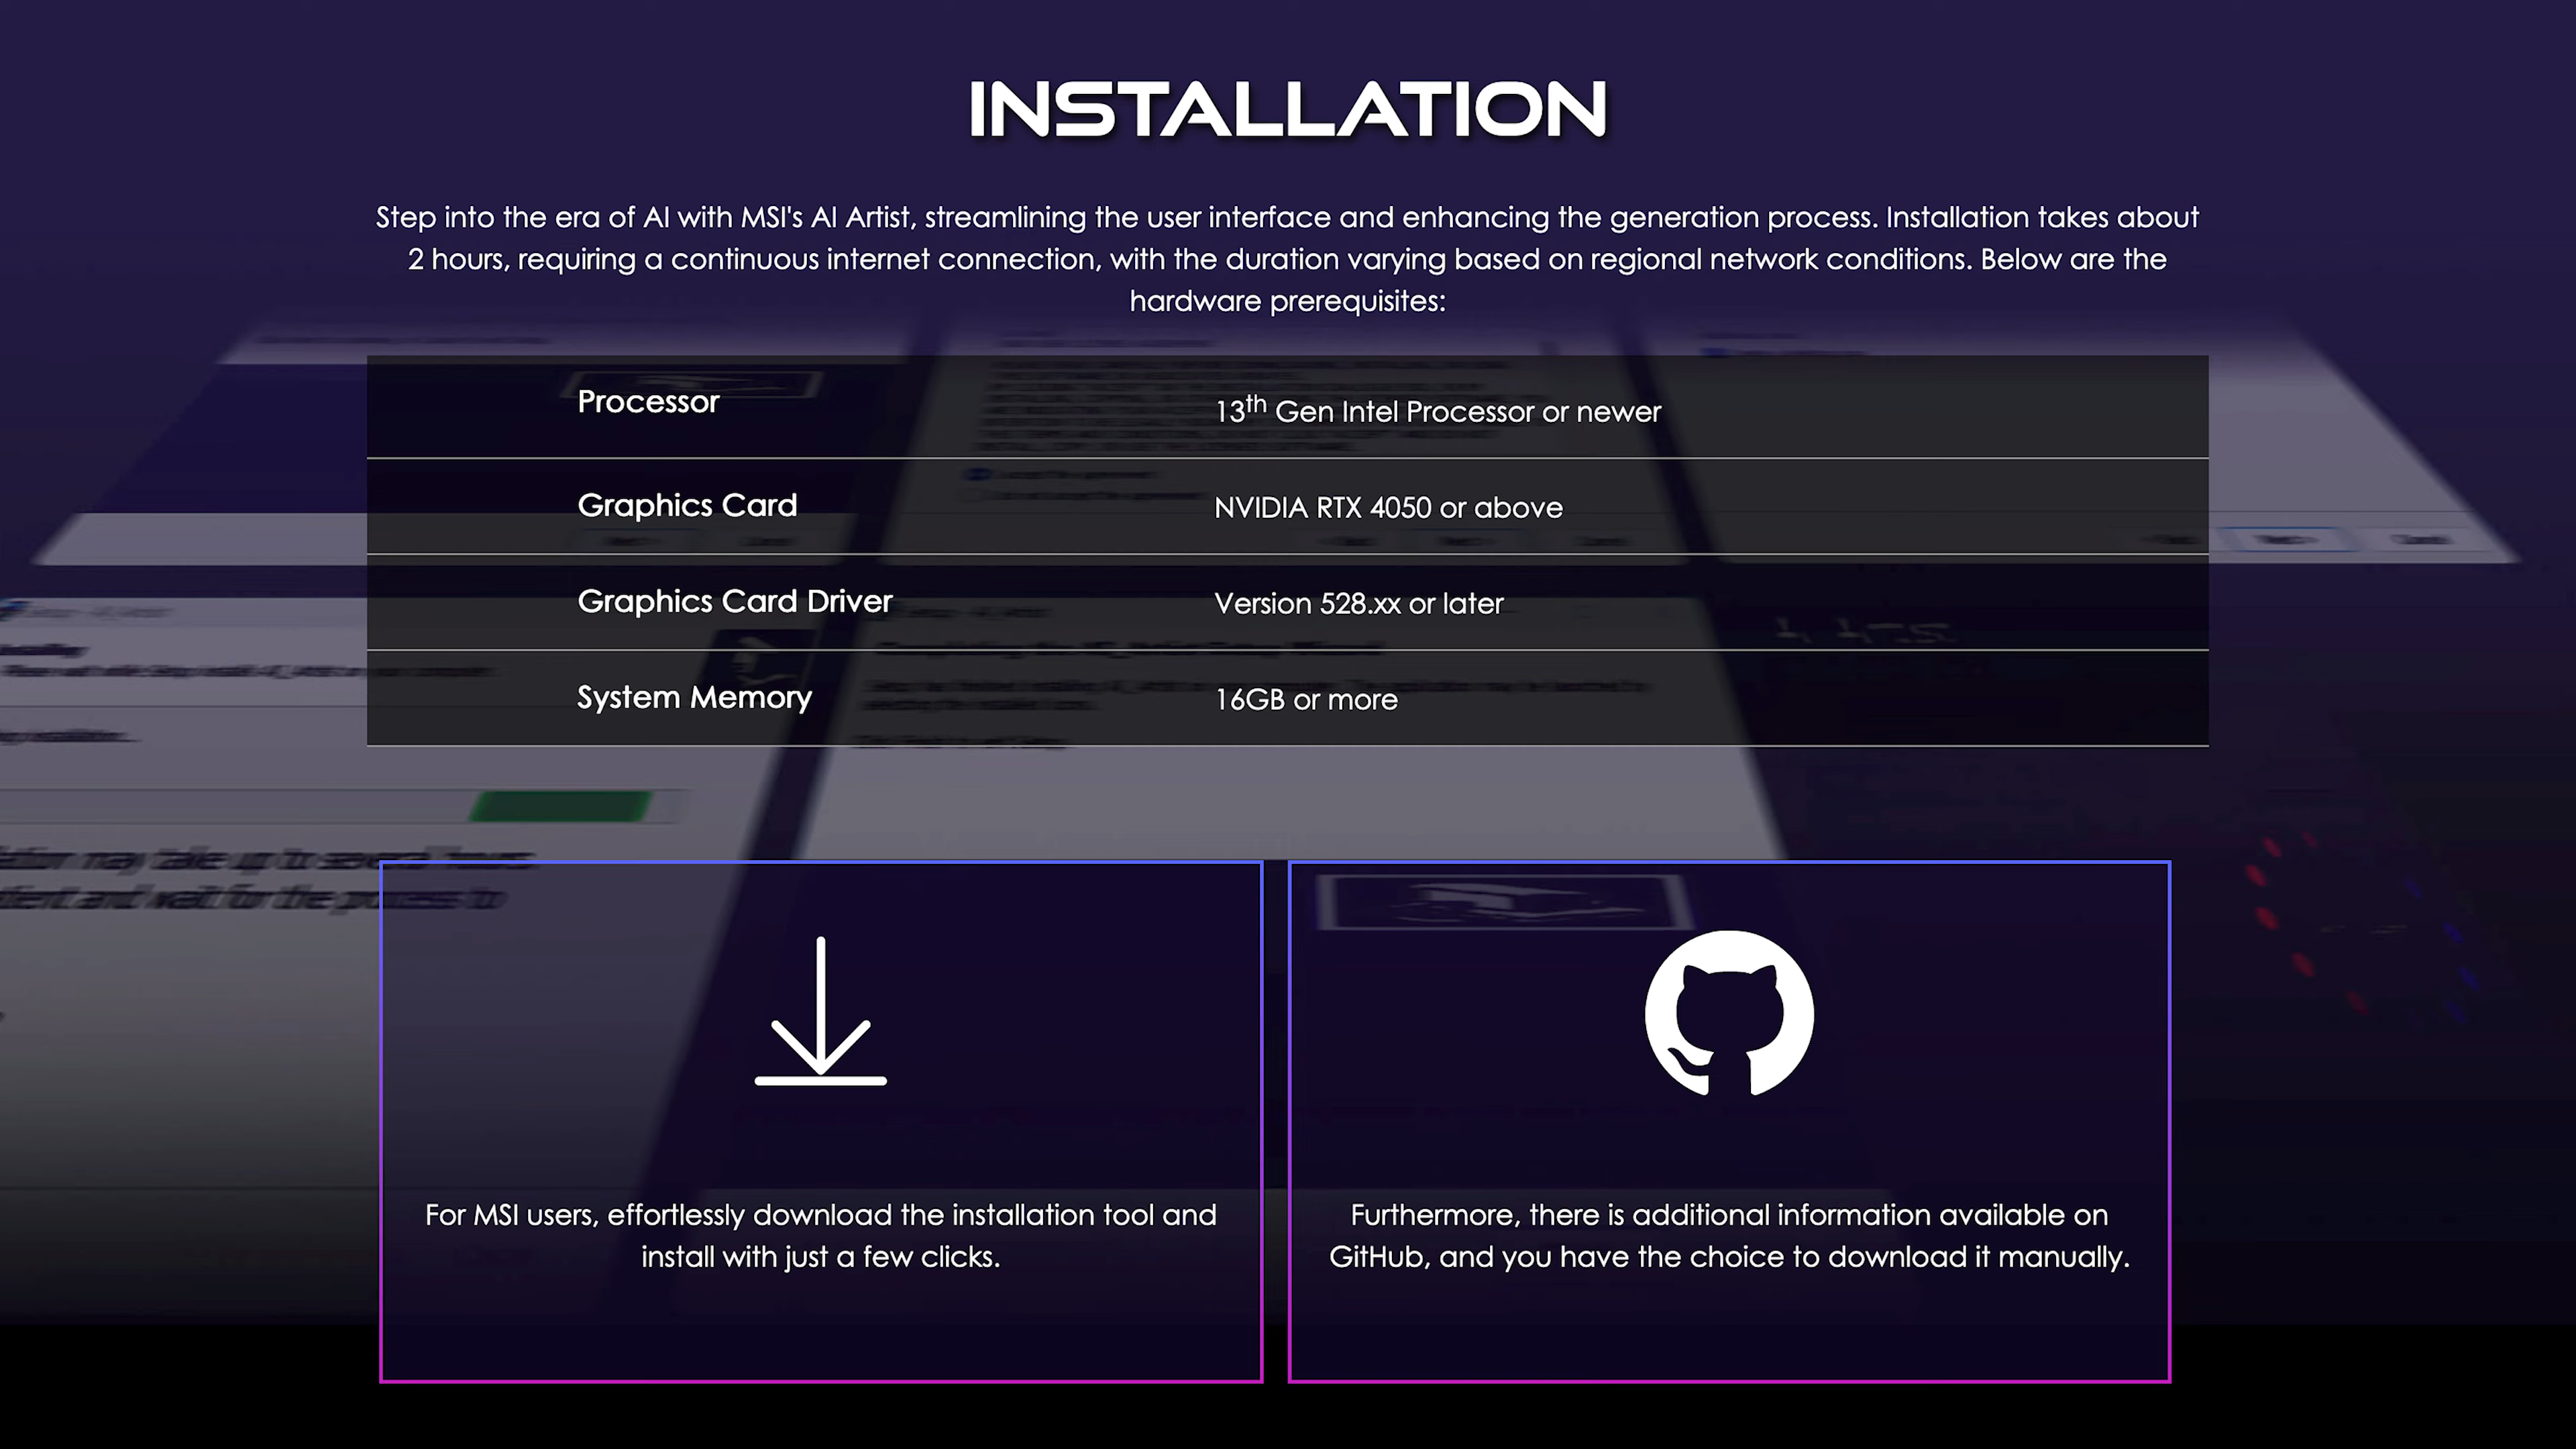 INSTALLATION
Step into the era of AI with MSI's AI Artist, streamlining the user interface and enhancing the generation process. Installation takes about
2 hours, requiring a continuous internet connection, with the duration varying based on regional network conditions. Below are the
hardware prerequisites:
Processor 13th Gen Intel Processor or newer
Graphics Card NVIDIA RTX 4050 or above
Graphics Card Driver Version 528.xx or later
System Memory 16GB or more
For MSI users, effortlessly download the installation tool and
install with just a few clicks.
Furthermore, there is additional information available on
GitHub, and you have the choice to download it manually.